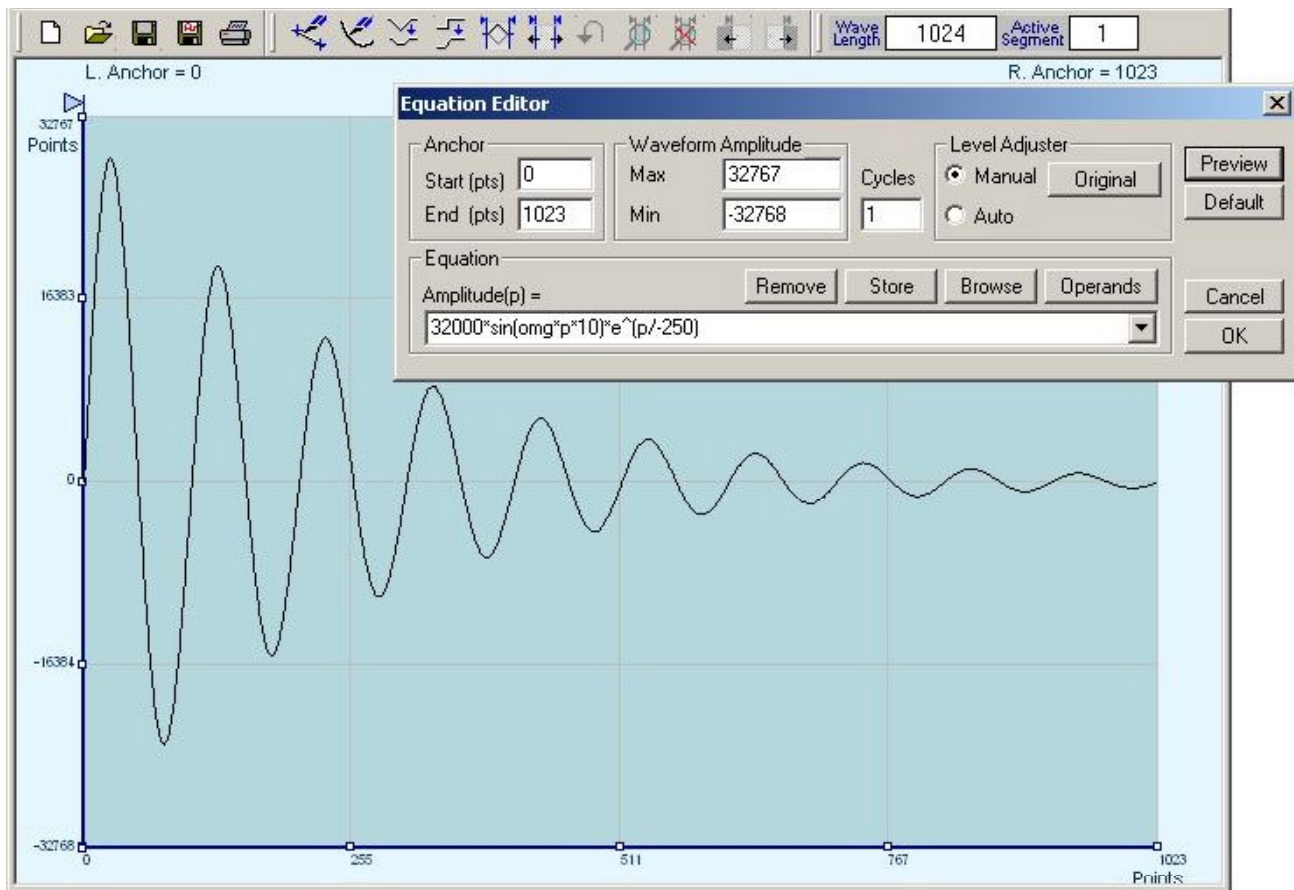 Wave Length 1024 Active Segment 1
L. Anchor = 0
R. Anchor = 1023
32767
Points
16383
0
-16384
-32768
0
255
511
767
1023
Points
Equation Editor
Anchor
Start (pts) 0
End (pts) 1023
Waveform Amplitude
Max 32767
Min -32768
Cycles
1
Level Adjuster
Manual
Original
Auto
Preview
Default
Equation
Remove
Store
Browse
Operands
Amplitude(p) =
32000*sin(omg*p*10)*e^(p/-250)
Cancel
OK